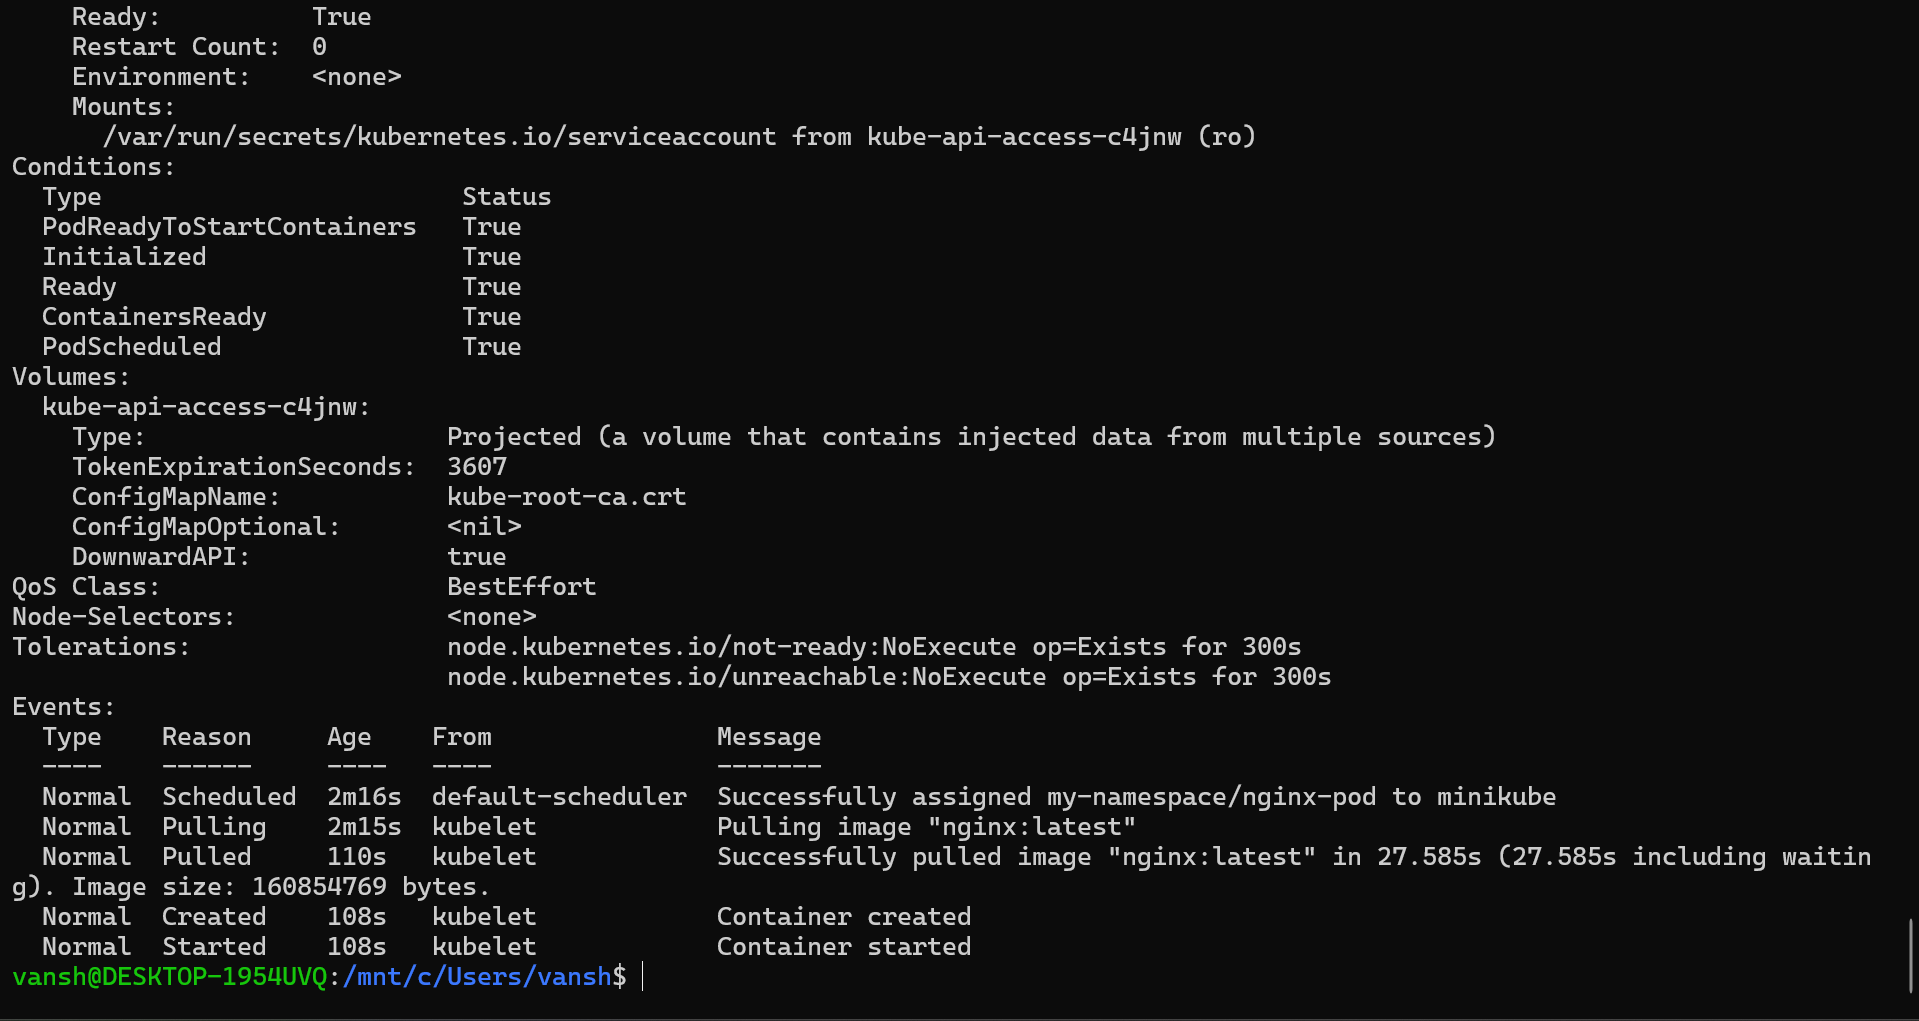 Ready:          True
    Restart Count:  0
    Environment:    <none>
    Mounts:
      /var/run/secrets/kubernetes.io/serviceaccount from kube-api-access-c4jnw (ro)
Conditions:
  Type                        Status
  PodReadyToStartContainers   True
  Initialized                 True
  Ready                       True
  ContainersReady             True
  PodScheduled                True
Volumes:
  kube-api-access-c4jnw:
    Type:                    Projected (a volume that contains injected data from multiple sources)
    TokenExpirationSeconds:  3607
    ConfigMapName:           kube-root-ca.crt
    ConfigMapOptional:       <nil>
    DownwardAPI:             true
QoS Class:                   BestEffort
Node-Selectors:              <none>
Tolerations:                 node.kubernetes.io/not-ready:NoExecute op=Exists for 300s
                             node.kubernetes.io/unreachable:NoExecute op=Exists for 300s
Events:
  Type    Reason     Age    From               Message
  ----    ------     ----   ----               -------
  Normal  Scheduled  2m16s  default-scheduler  Successfully assigned my-namespace/nginx-pod to minikube
  Normal  Pulling    2m15s  kubelet            Pulling image "nginx:latest"
  Normal  Pulled     110s   kubelet            Successfully pulled image "nginx:latest" in 27.585s (27.585s including waitin
g). Image size: 160854769 bytes.
  Normal  Created    108s   kubelet            Container created
  Normal  Started    108s   kubelet            Container started
vansh@DESKTOP-1954UVQ:/mnt/c/Users/vansh$